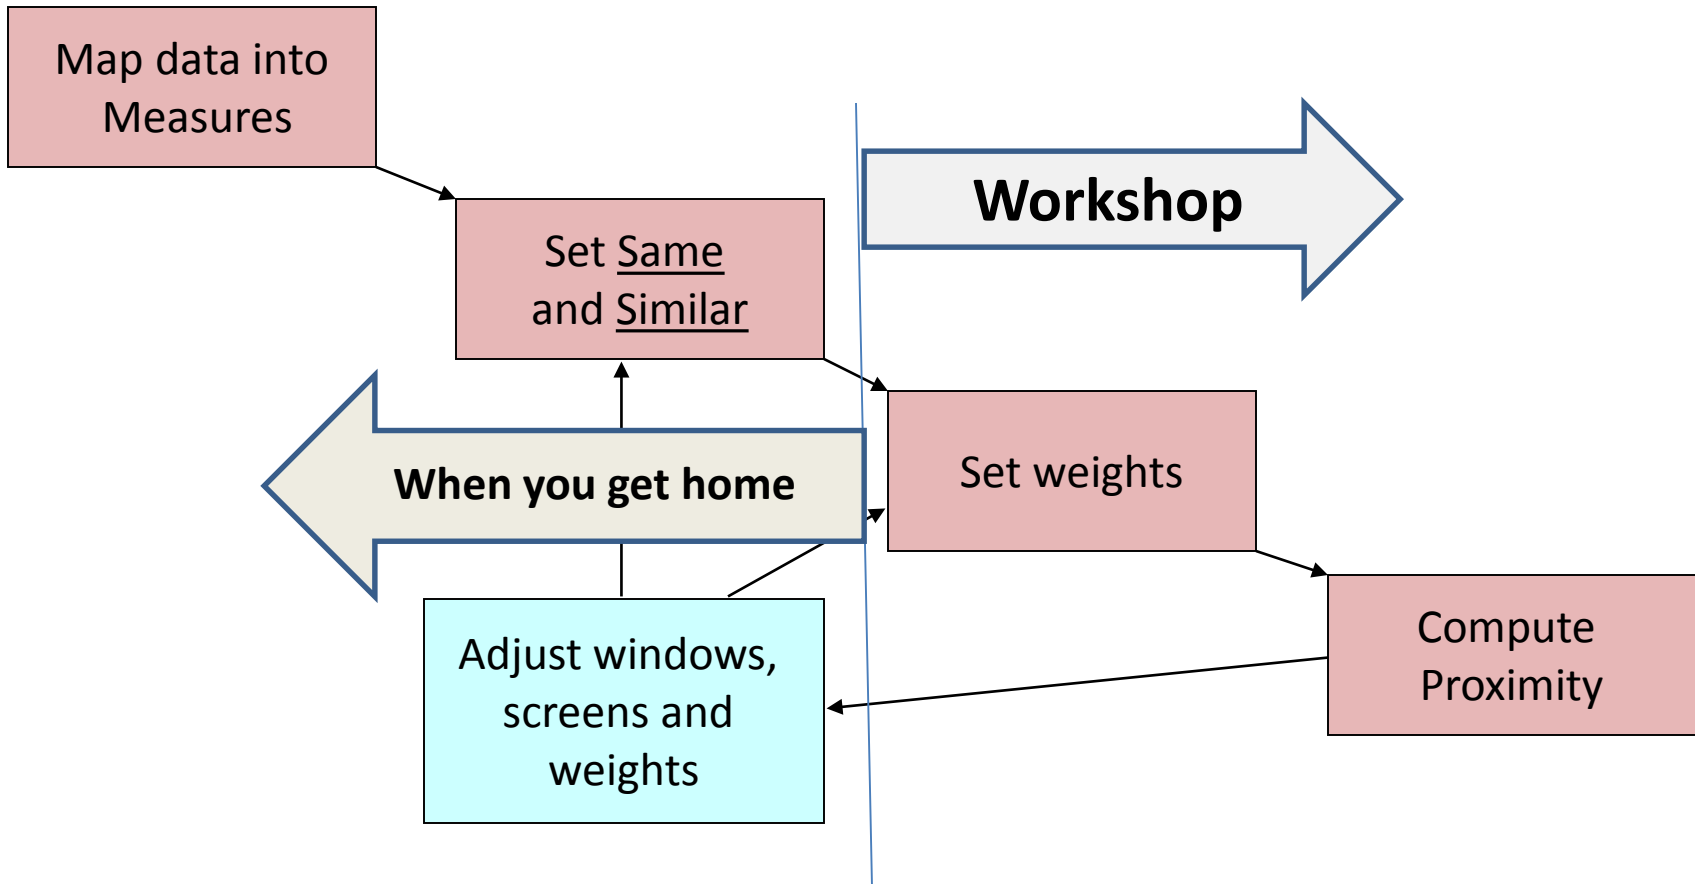 Map data into
Measures
Workshop
Set Same
and Similar
When you get home
Set weights
Adjust windows,
screens and
weights
Compute
Proximity